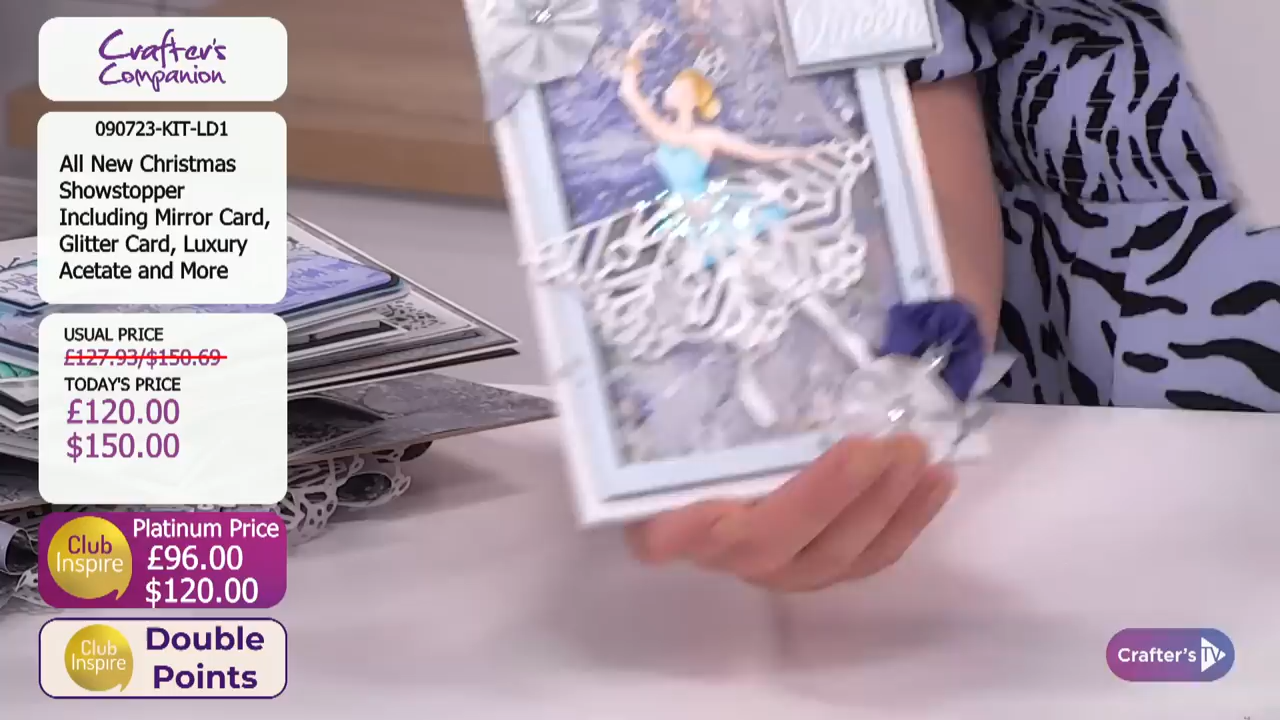 Crafter's
Companion
090723-KIT-LD1
All New Christmas
Showstopper
Including Mirror Card,
Glitter Card, Luxury
Acetate and More
USUAL PRICE
£127.93/$150.69
TODAY'S PRICE
£120.00
$150.00
Club
Inspire
Platinum Price
£96.00
$120.00
Club
Inspire
Double
Points
Queen
Crafter's TV